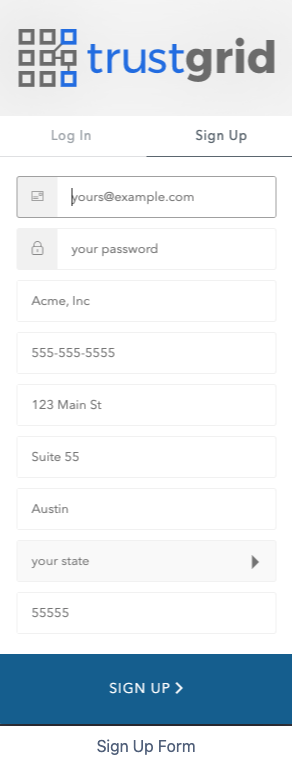 trustgrid
Log In
Sign Up
yours@example.com
your password
Acme, Inc
555-555-5555
123 Main St
Suite 55
Austin
your state
55555
SIGN UP
Sign Up Form